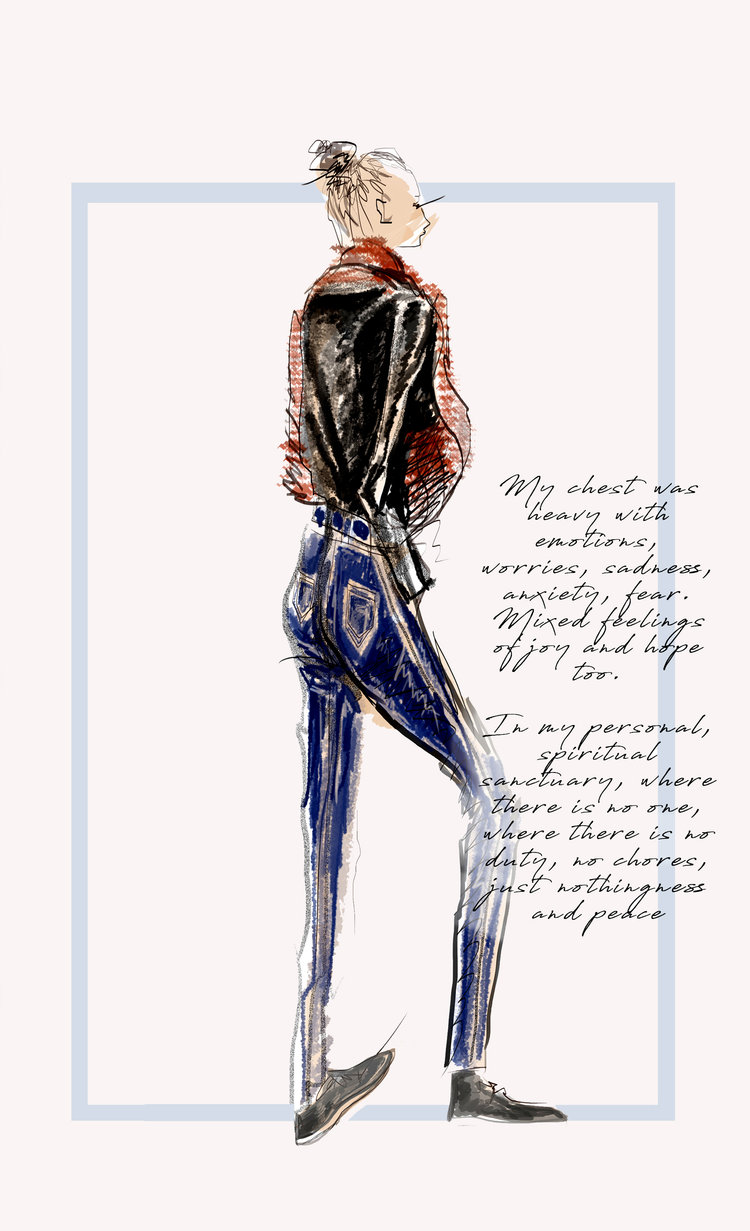 My chest was
heavy with
emotions,
worries, sadness,
anxiety, fear.
Mixed feelings
of joy and hope
too.
In my personal,
spiritual
sanctuary, where
there is no one,
where there is no
duty, no chores,
just nothingness
and peace